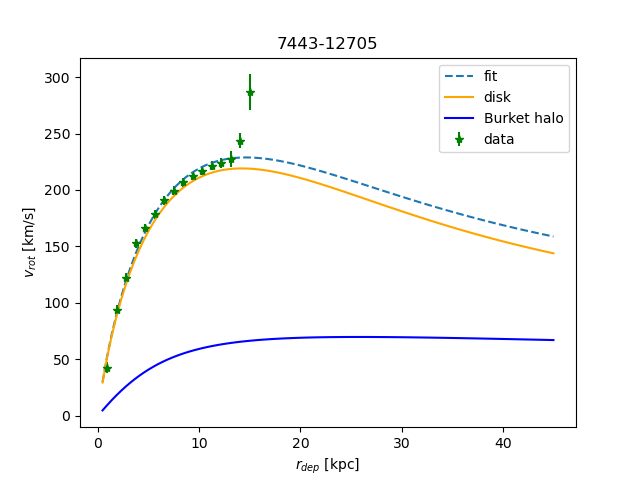 7443-12705
300
250
200
150
100
50
0
v_rot [km/s]
fit
disk
Burket halo
data
0 10 20 30 40
r_dep [kpc]